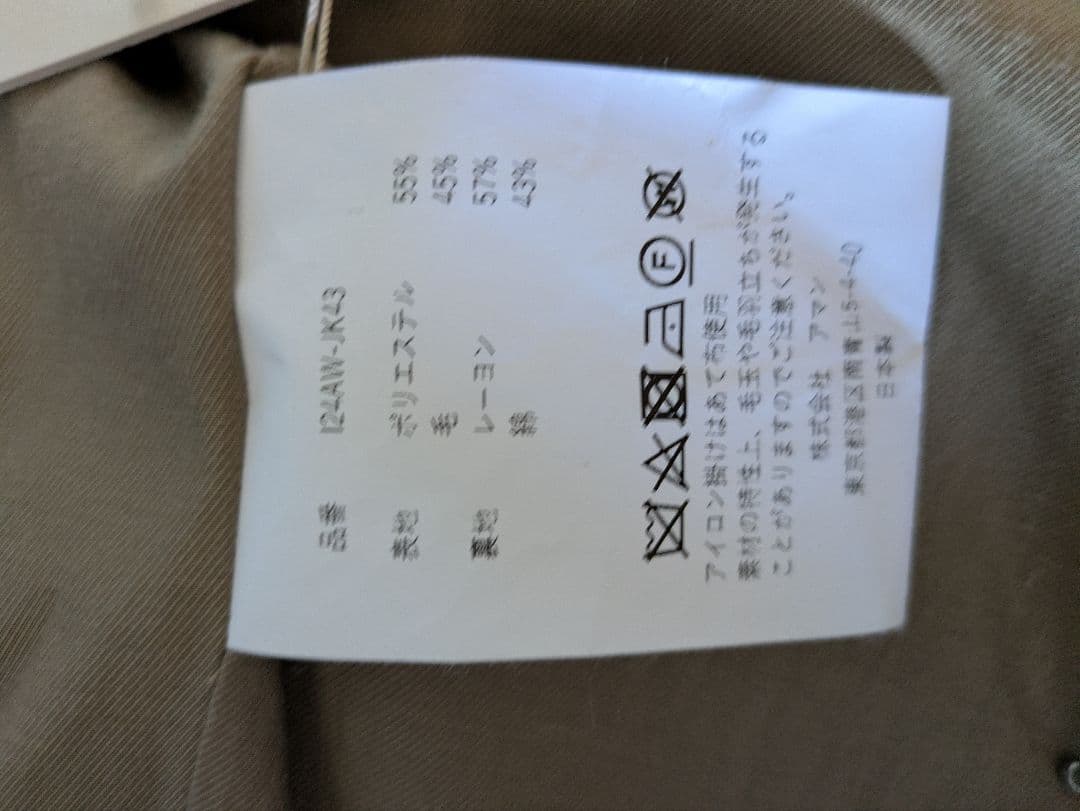 品番 124AW-JK43
表地 ポリエステル 55%
毛 45%
裏地 レーヨン 57%
綿 43%
F W
アイロン掛けはあて布使用
素材の特性上、毛玉や毛羽立ちが発生する
ことがありますのでご注意ください。
株式会社 アマン
東京都港区南青山5-4-40
日本製